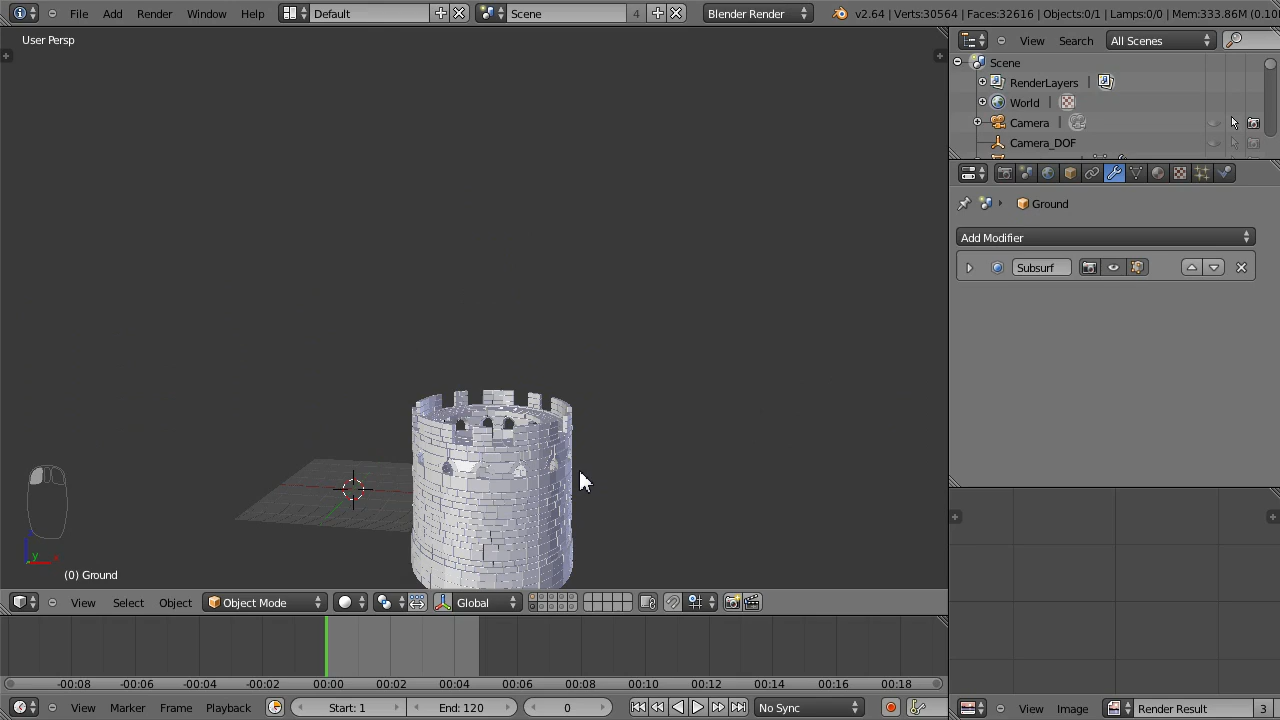 File Add Render Window Help Default Scene 4 Blender Render v2.64 | Verts:30564 | Faces:32616 | Objects:0/1 | Lamps:0/0 | Mem:333.86M (0.10
User Persp
View Search All Scenes
Scene
RenderLayers |
World |
Camera |
Camera_DOF
Ground
Add Modifier
Subsurf
y x
(0) Ground
View Select Object Object Mode Global
-00:08 -00:06 -00:04 -00:02 00:00 00:02 00:04 00:06 00:08 00:10 00:12 00:14 00:16 00:18
View Marker Frame Playback Start: 1 End: 120 0 No Sync
View Image Render Result 3